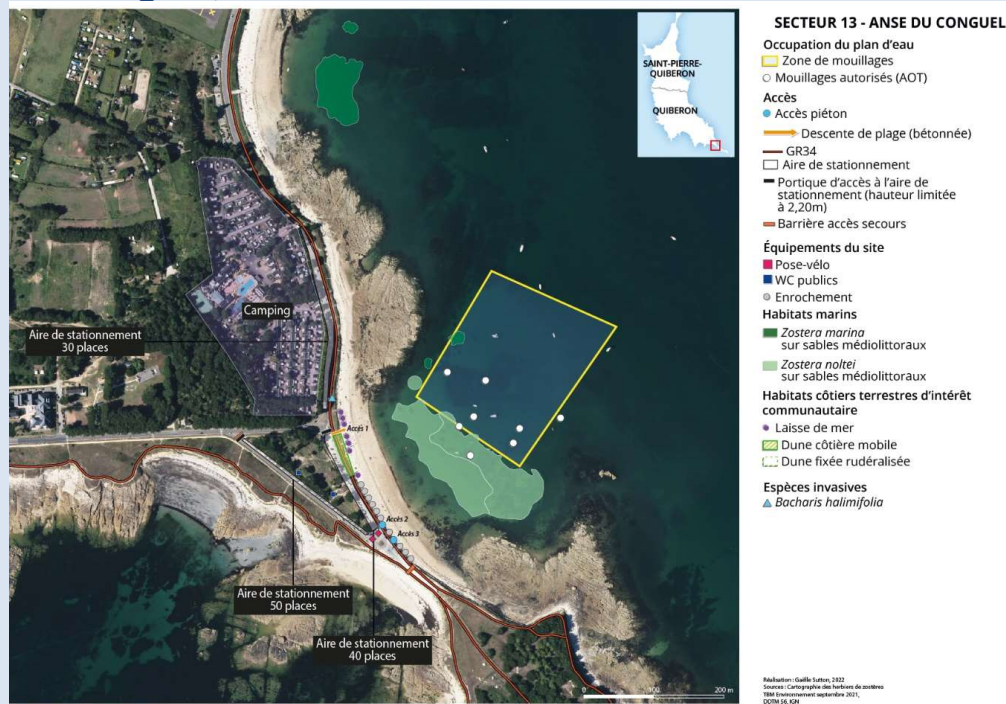 SECTEUR 13 - ANSE DU CONGUEL
Occupation du plan d'eau
Zone de mouillages
Mouillages autorisés (AOT)
Accès
Accès piéton
Descente de plage (bétonnée)
GR34
Aire de stationnement
Portique d'accès à l'aire de
stationnement (hauteur limitée
à 2,20m)
Barrière accès secours
Équipements du site
Pose-vélo
WC publics
Enrochement
Habitats marins
Zostera marina
sur sables médiolittoraux
Zostera noltei
sur sables médiolittoraux
Habitats côtiers terrestres d'intérêt
communautaire
Laisse de mer
Dune côtière mobile
Dune fixée rudéralisée
Espèces invasives
Bacharis halimifolia
SAINT-PIERRE-
QUIBERON
QUIBERON
Camping
Aire de stationnement
30 places
Accès 1
Accès 2
Accès 3
Aire de stationnement
50 places
Aire de stationnement
40 places
0 100 200 m
Réalisation : Gaëlle Sutton, 2022
Sources : Cartographie des herbiers de zostères
TBM Environnement septembre 2021,
DDTM 56, IGN